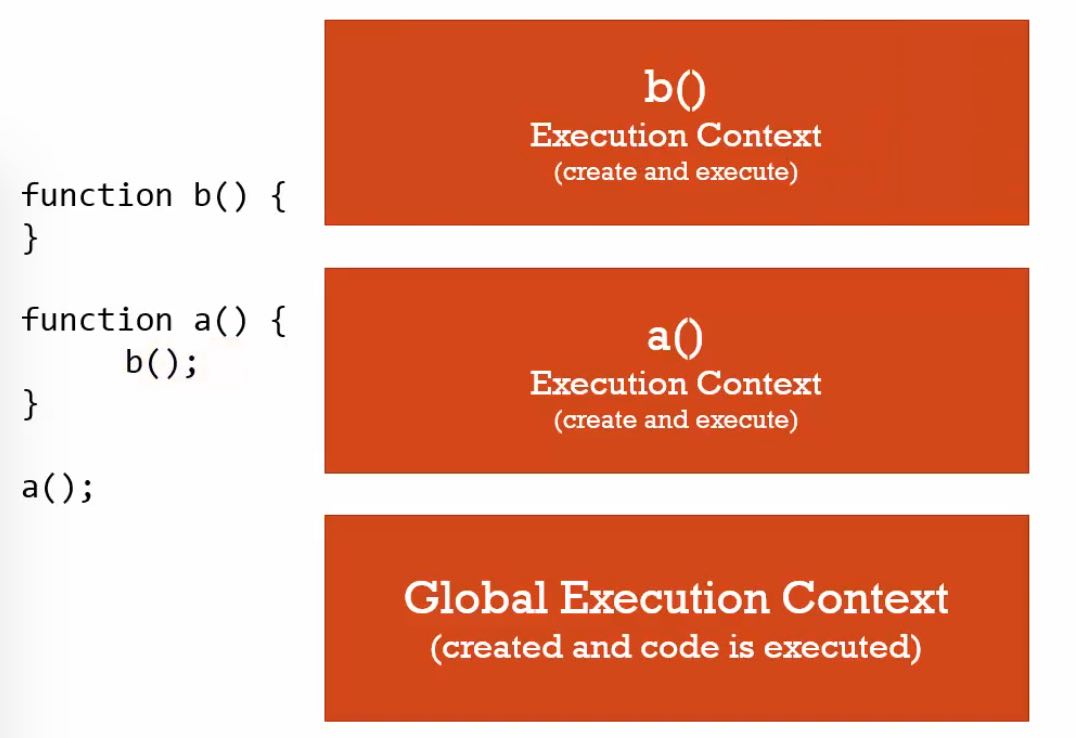 function b() {
}
function a() {
b();
}
a();
b()
Execution Context
(create and execute)
a()
Execution Context
(create and execute)
Global Execution Context
(created and code is executed)